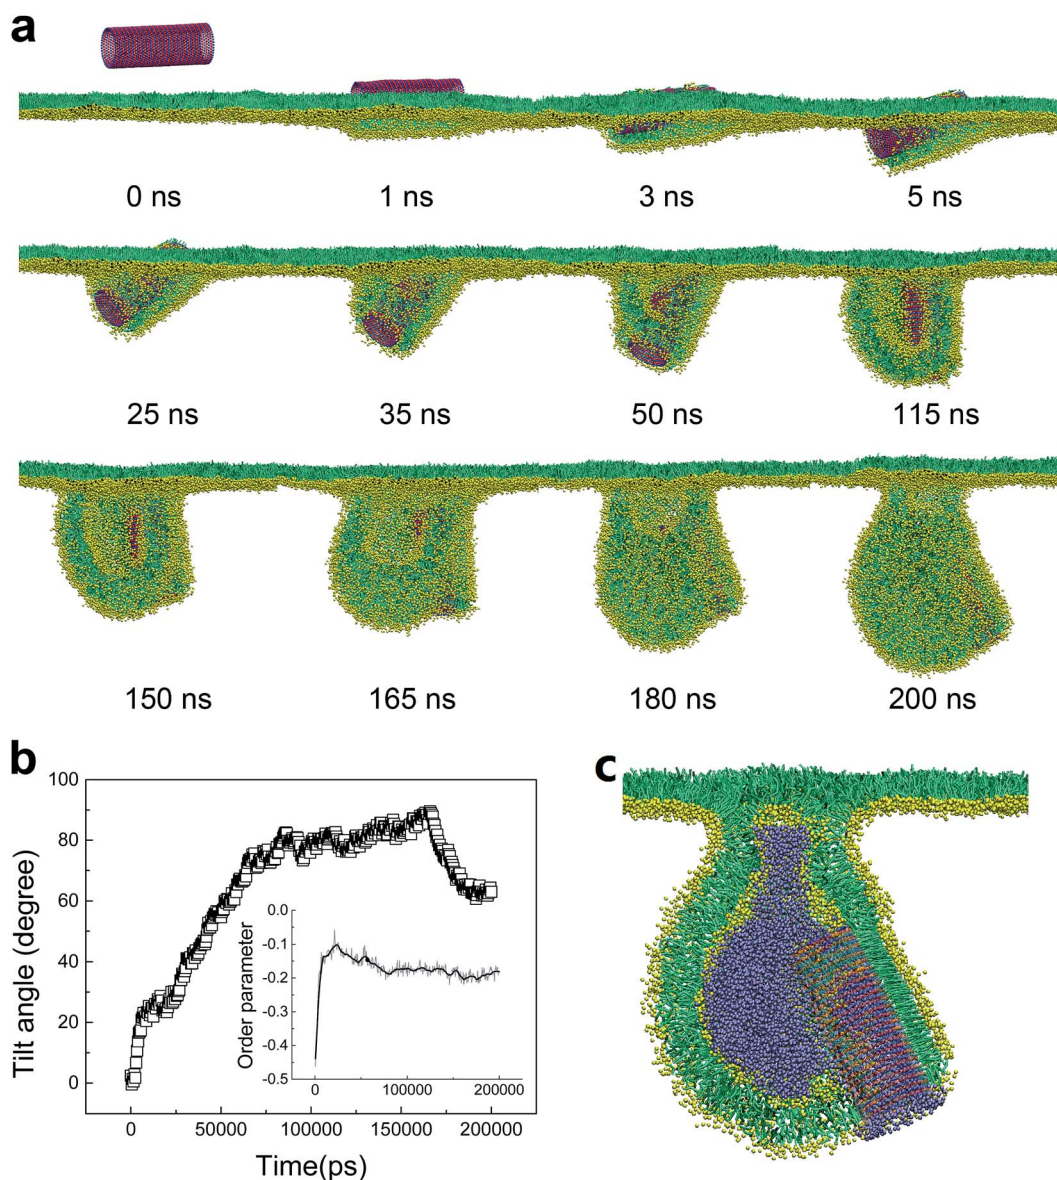 a
0 ns
1 ns
3 ns
5 ns
25 ns
35 ns
50 ns
115 ns
150 ns
165 ns
180 ns
200 ns
b
100
80
60
40
20
0
Tilt angle (degree)
0
50000
100000
150000
200000
Time(ps)
0.0
-0.1
-0.2
-0.3
-0.4
-0.5
Order parameter
0
100000
200000
c